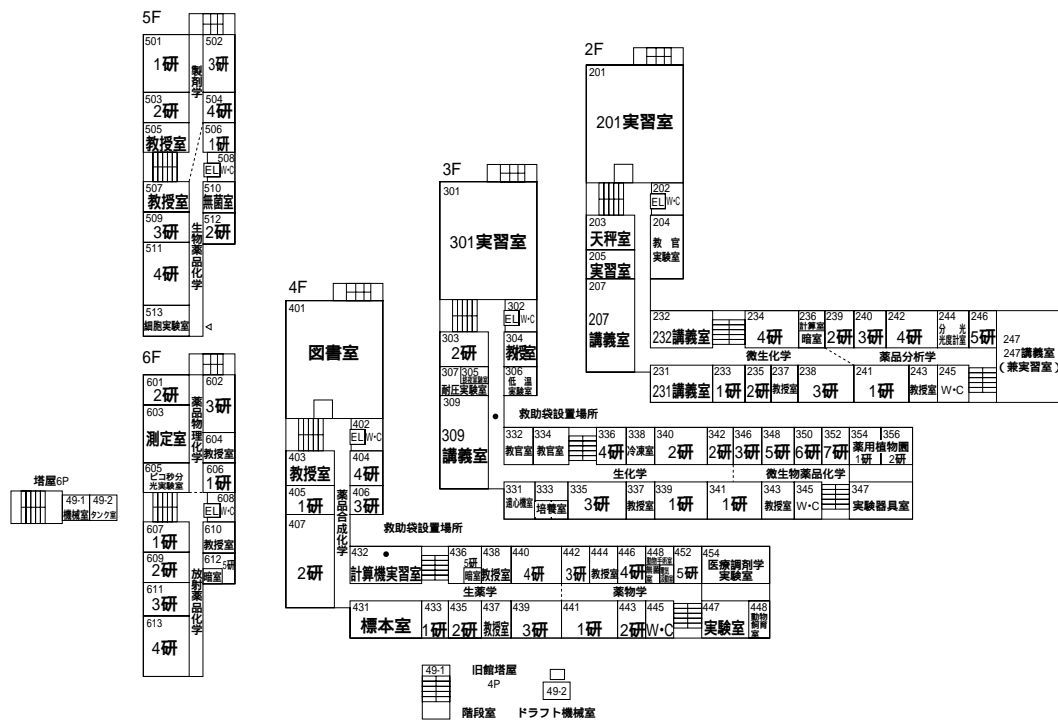 5F
501
1研
502
3研
製剤学
503
2研
504
4研
505
教授室
506
1研
508
EL
W・C
507
教授室
510
無菌室
509
3研
512
2研
生物薬品化学
511
4研
513
細胞実験室
6F
601
2研
602
3研
薬品物理化学
603
測定室
604
教授室
605
ピコ秒分
光実験室
606
1研
608
EL
W・C
607
1研
610
教授室
609
2研
612
5研
暗室
放射薬品化学
611
3研
613
4研
塔屋6P
49-1
機械室
49-2
タンク室
4F
401
図書室
402
EL
W・C
403
教授室
404
4研
405
1研
406
3研
薬品合成化学
407
2研
救助袋設置場所
432
計算機実習室
436
5研
暗室
438
教授室
440
4研
442
3研
444
教授室
446
4研
448
動物手術室
無菌室
452
5研
454
医療調剤学
実験室
生薬学
薬物学
431
標本室
433
1研
435
2研
437
教授室
439
3研
441
1研
443
2研
445
W・C
447
実験室
448
動物
飼育
室
3F
301
301実習室
302
EL
W・C
303
2研
304
教授室
307
305
耐圧実験室
306
低温
実験室
309
309
講義室
救助袋設置場所
332
教官室
334
教官室
336
4研
338
冷凍室
340
2研
342
2研
346
3研
348
5研
350
6研
352
7研
354
356
薬用植物園
1研
2研
生化学
微生物薬品化学
331
遠心機室
333
培養室
335
3研
337
教授室
339
1研
341
1研
343
教授室
345
W・C
347
実験器具室
2F
201
201実習室
202
EL
W・C
203
天秤室
204
教官
実験室
205
実習室
207
207
講義室
232
232講義室
234
4研
236
計算室
暗室
239
2研
240
3研
242
4研
244
分光
光度計室
246
5研
247
247講義室
(兼実習室)
微生化学
薬品分析学
231
231講義室
233
1研
235
2研
237
教授室
238
3研
241
1研
243
教授室
245
W・C
49-1
旧館塔屋
4P
49-2
階段室
ドラフト機械室